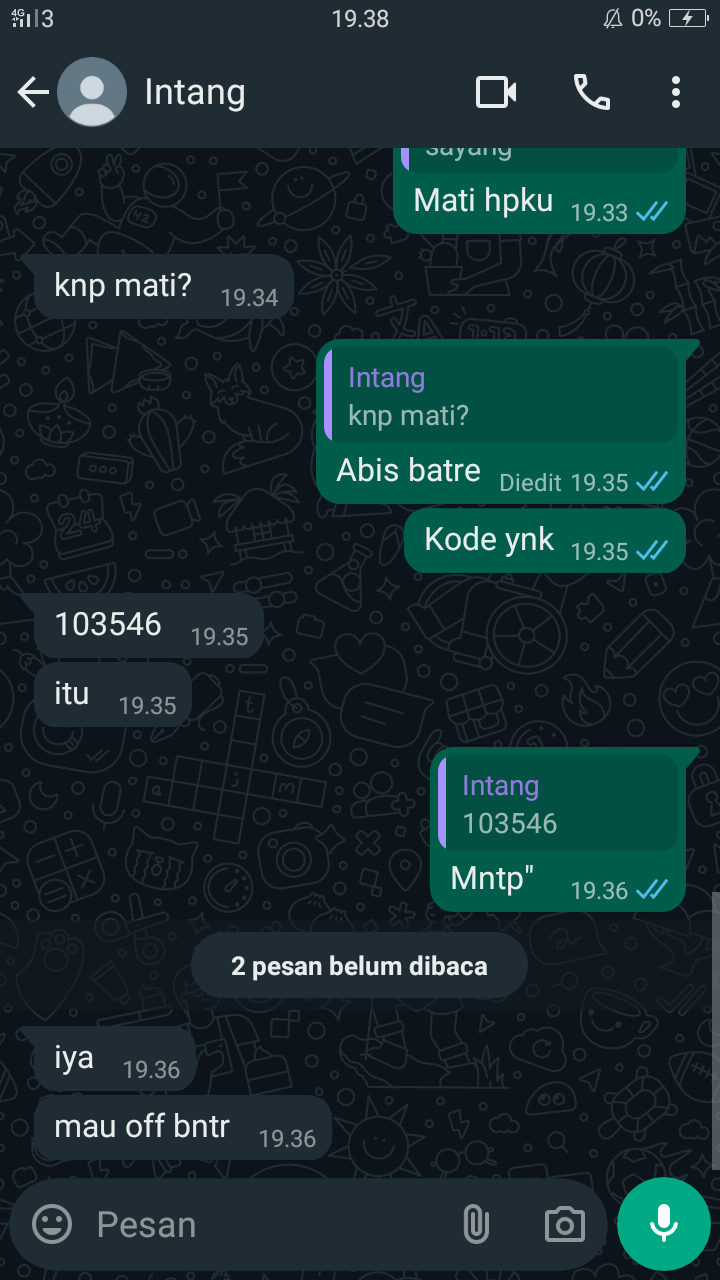 4G 3 19.38 0%
Intang
sayang
Mati hpku 19.33
knp mati? 19.34
Intang
knp mati?
Abis batre Diedit 19.35
Kode ynk 19.35
103546 19.35
itu 19.35
Intang
103546
Mntp" 19.36
2 pesan belum dibaca
iya 19.36
mau off bntr 19.36
Pesan